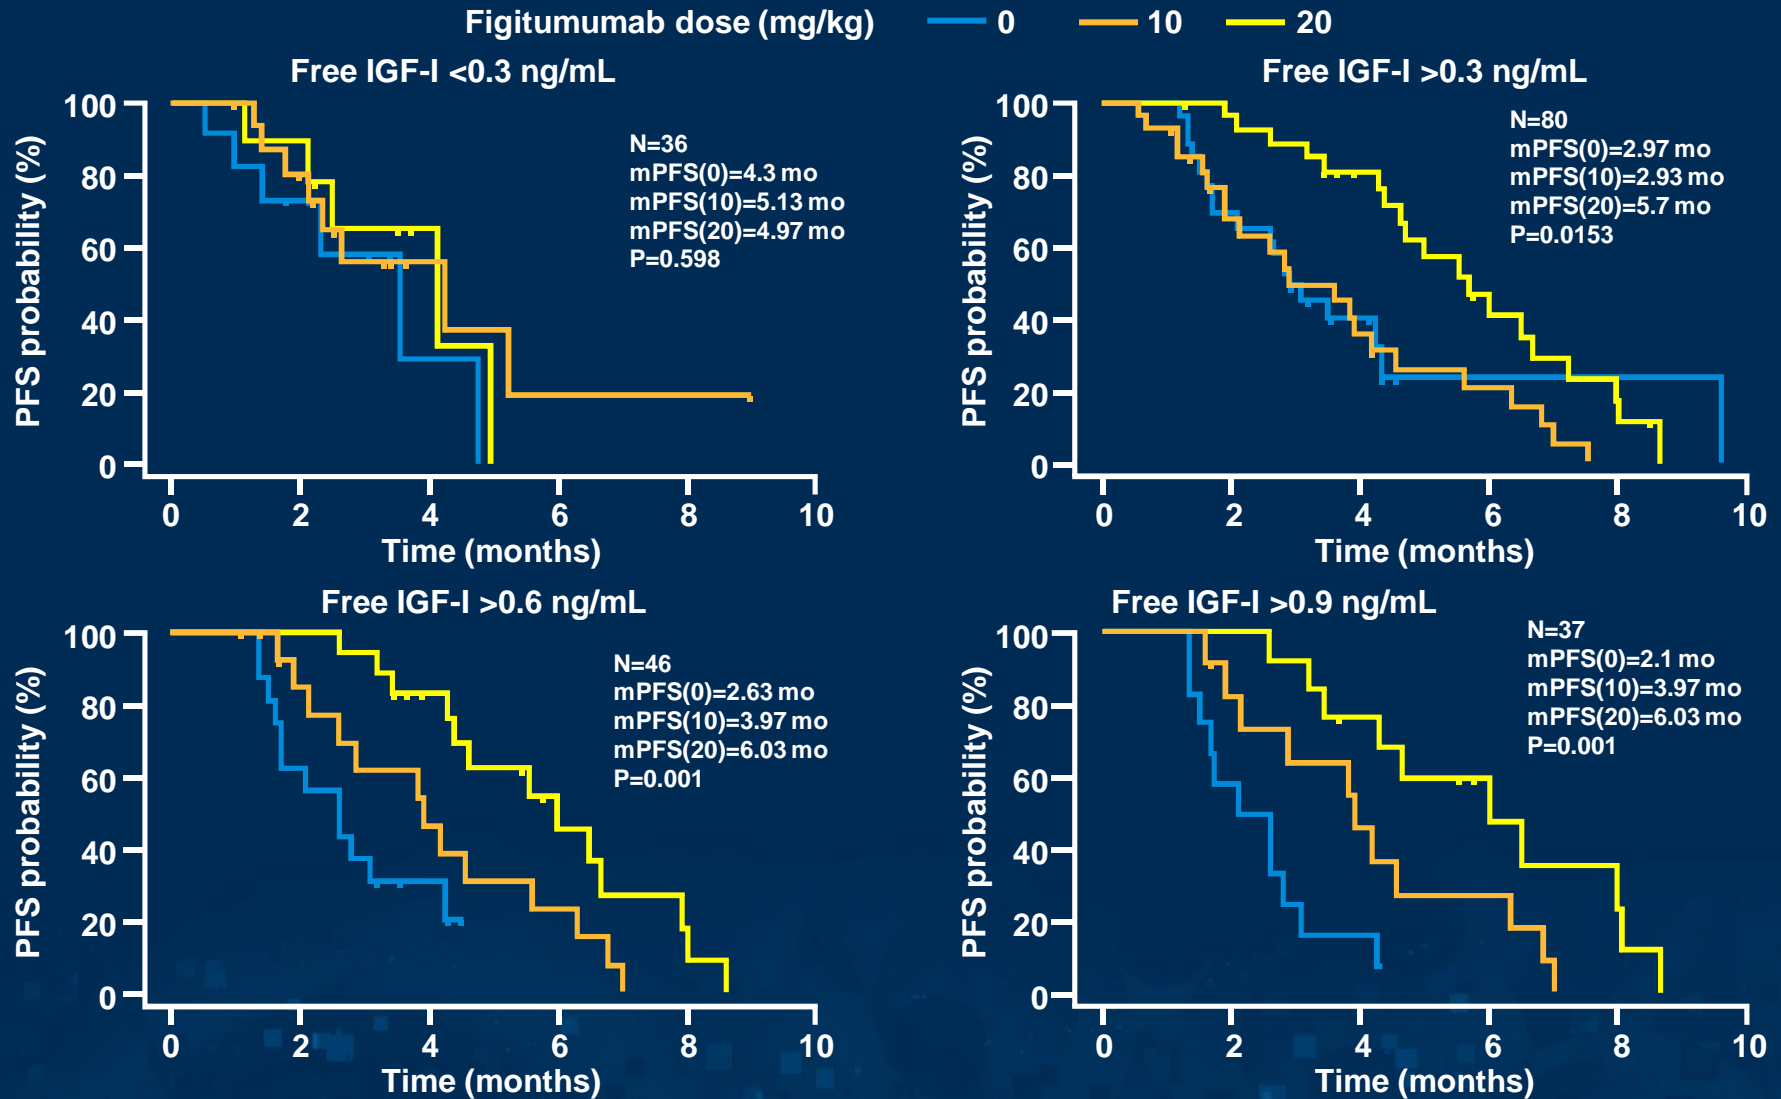 Figitumumab dose (mg/kg) 0 10 20
Free IGF-I <0.3 ng/mL
PFS probability (%)
100
80
60
40
20
0
N=36
mPFS(0)=4.3 mo
mPFS(10)=5.13 mo
mPFS(20)=4.97 mo
P=0.598
0 2 4 6 8 10
Time (months)
Free IGF-I >0.3 ng/mL
PFS probability (%)
100
80
60
40
20
0
N=80
mPFS(0)=2.97 mo
mPFS(10)=2.93 mo
mPFS(20)=5.7 mo
P=0.0153
0 2 4 6 8 10
Time (months)
Free IGF-I >0.6 ng/mL
PFS probability (%)
100
80
60
40
20
0
N=46
mPFS(0)=2.63 mo
mPFS(10)=3.97 mo
mPFS(20)=6.03 mo
P=0.001
0 2 4 6 8 10
Time (months)
Free IGF-I >0.9 ng/mL
PFS probability (%)
100
80
60
40
20
0
N=37
mPFS(0)=2.1 mo
mPFS(10)=3.97 mo
mPFS(20)=6.03 mo
P=0.001
0 2 4 6 8 10
Time (months)